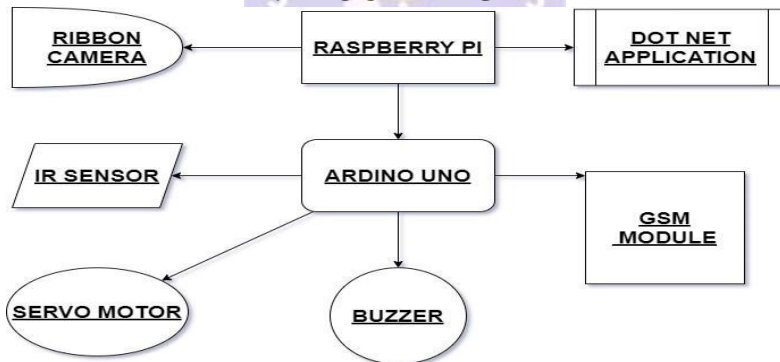 RIBBON
CAMERA
RASPBERRY PI
DOT NET
APPLICATION
IR SENSOR
ARDINO UNO
GSM
MODULE
SERVO MOTOR
BUZZER